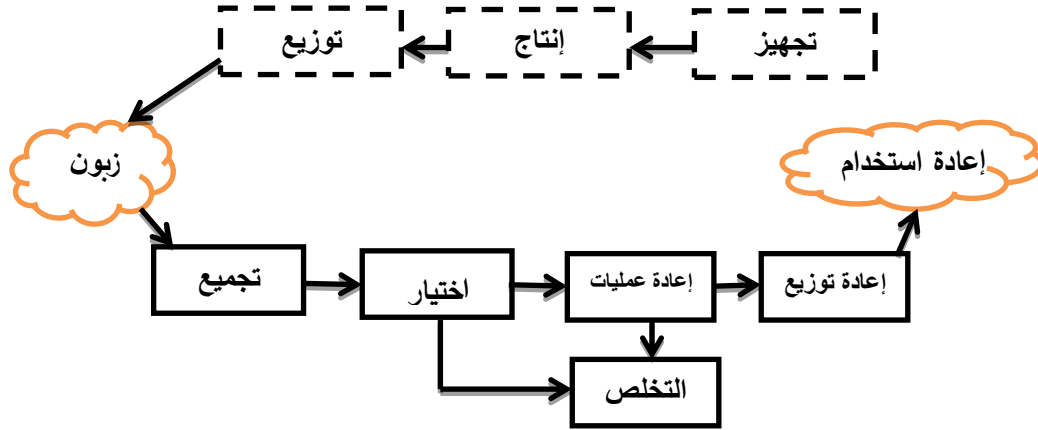 تجهيز
إنتاج
توزيع
زبون
إعادة استخدام
تجميع
اختيار
إعادة عمليات
إعادة توزيع
التخلص